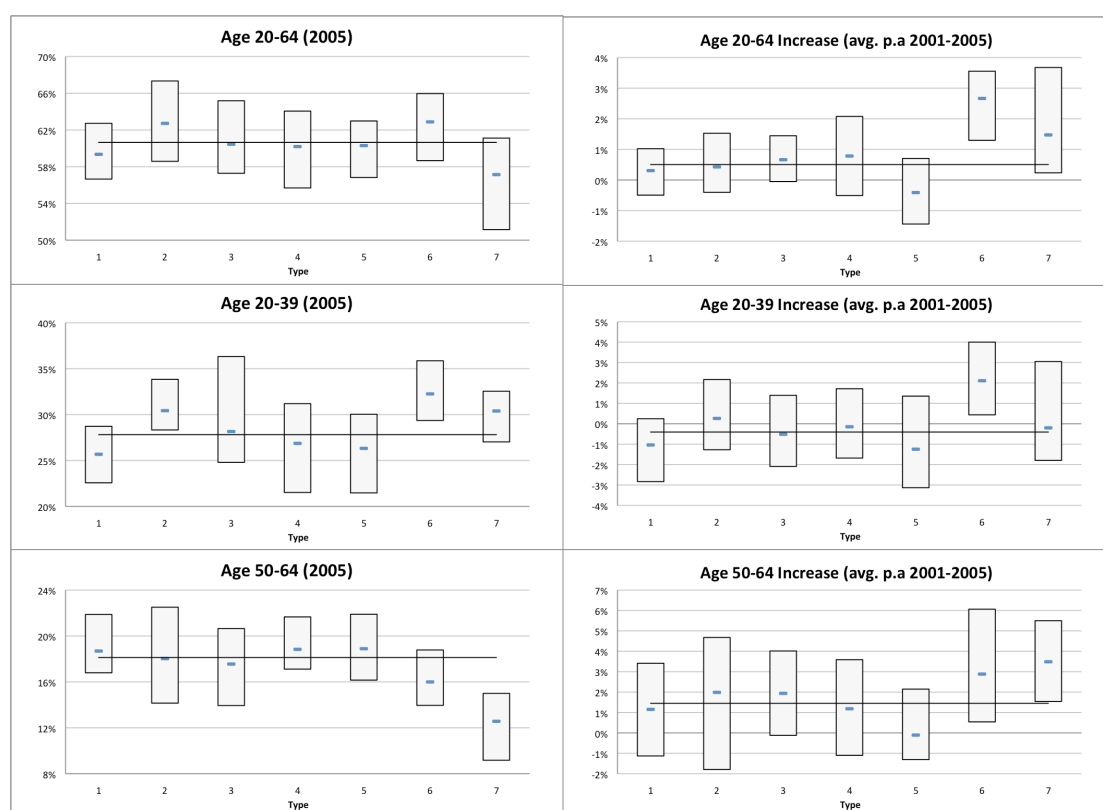 Age 20-64 (2005)
70%
66%
62%
58%
54%
50%
1 2 3 4 5 6 7
Type
Age 20-64 Increase (avg. p.a 2001-2005)
4%
3%
2%
1%
0%
-1%
-2%
1 2 3 4 5 6 7
Type
Age 20-39 (2005)
40%
35%
30%
25%
20%
1 2 3 4 5 6 7
Type
Age 20-39 Increase (avg. p.a 2001-2005)
5%
4%
3%
2%
1%
0%
-1%
-2%
-3%
-4%
1 2 3 4 5 6 7
Type
Age 50-64 (2005)
24%
20%
16%
12%
8%
1 2 3 4 5 6 7
Type
Age 50-64 Increase (avg. p.a 2001-2005)
7%
6%
5%
4%
3%
2%
1%
0%
-1%
-2%
1 2 3 4 5 6 7
Type